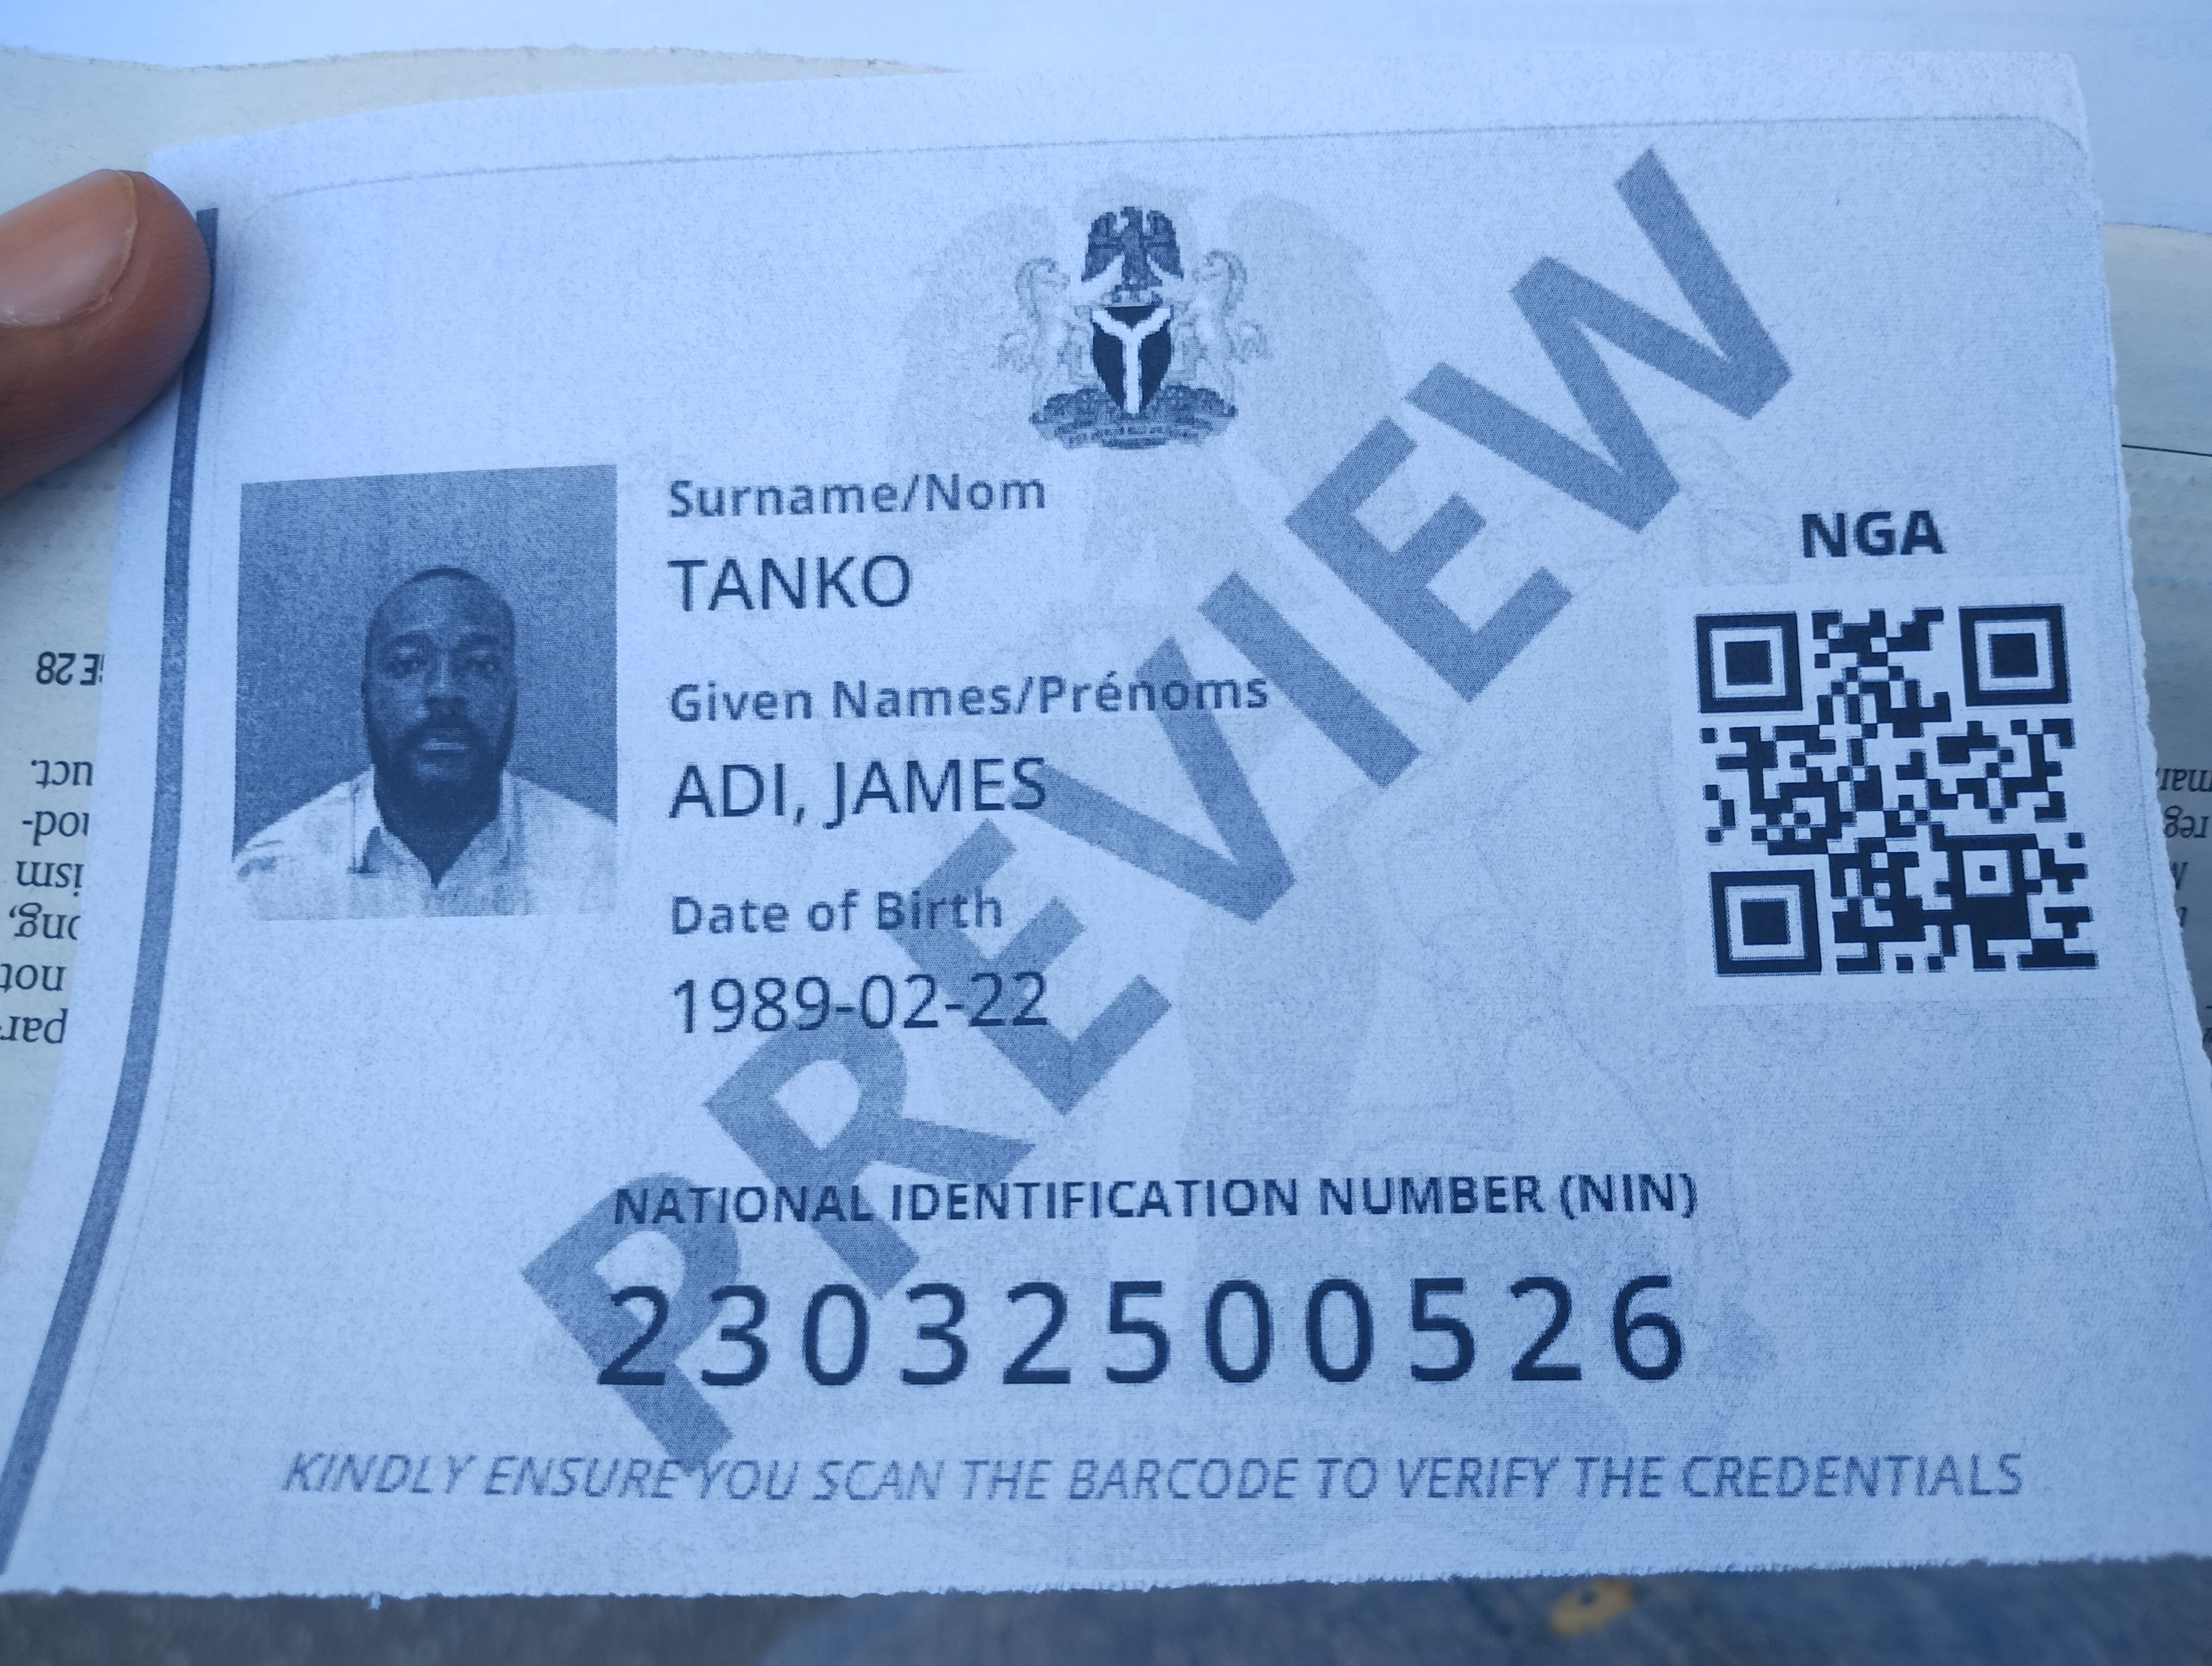 Surname/Nom
TANKO
Given Names/Prénoms
ADI, JAMES
Date of Birth
1989-02-22
NGA
PREVIEW
NATIONAL IDENTIFICATION NUMBER (NIN)
23032500526
KINDLY ENSURE YOU SCAN THE BARCODE TO VERIFY THE CREDENTIALS